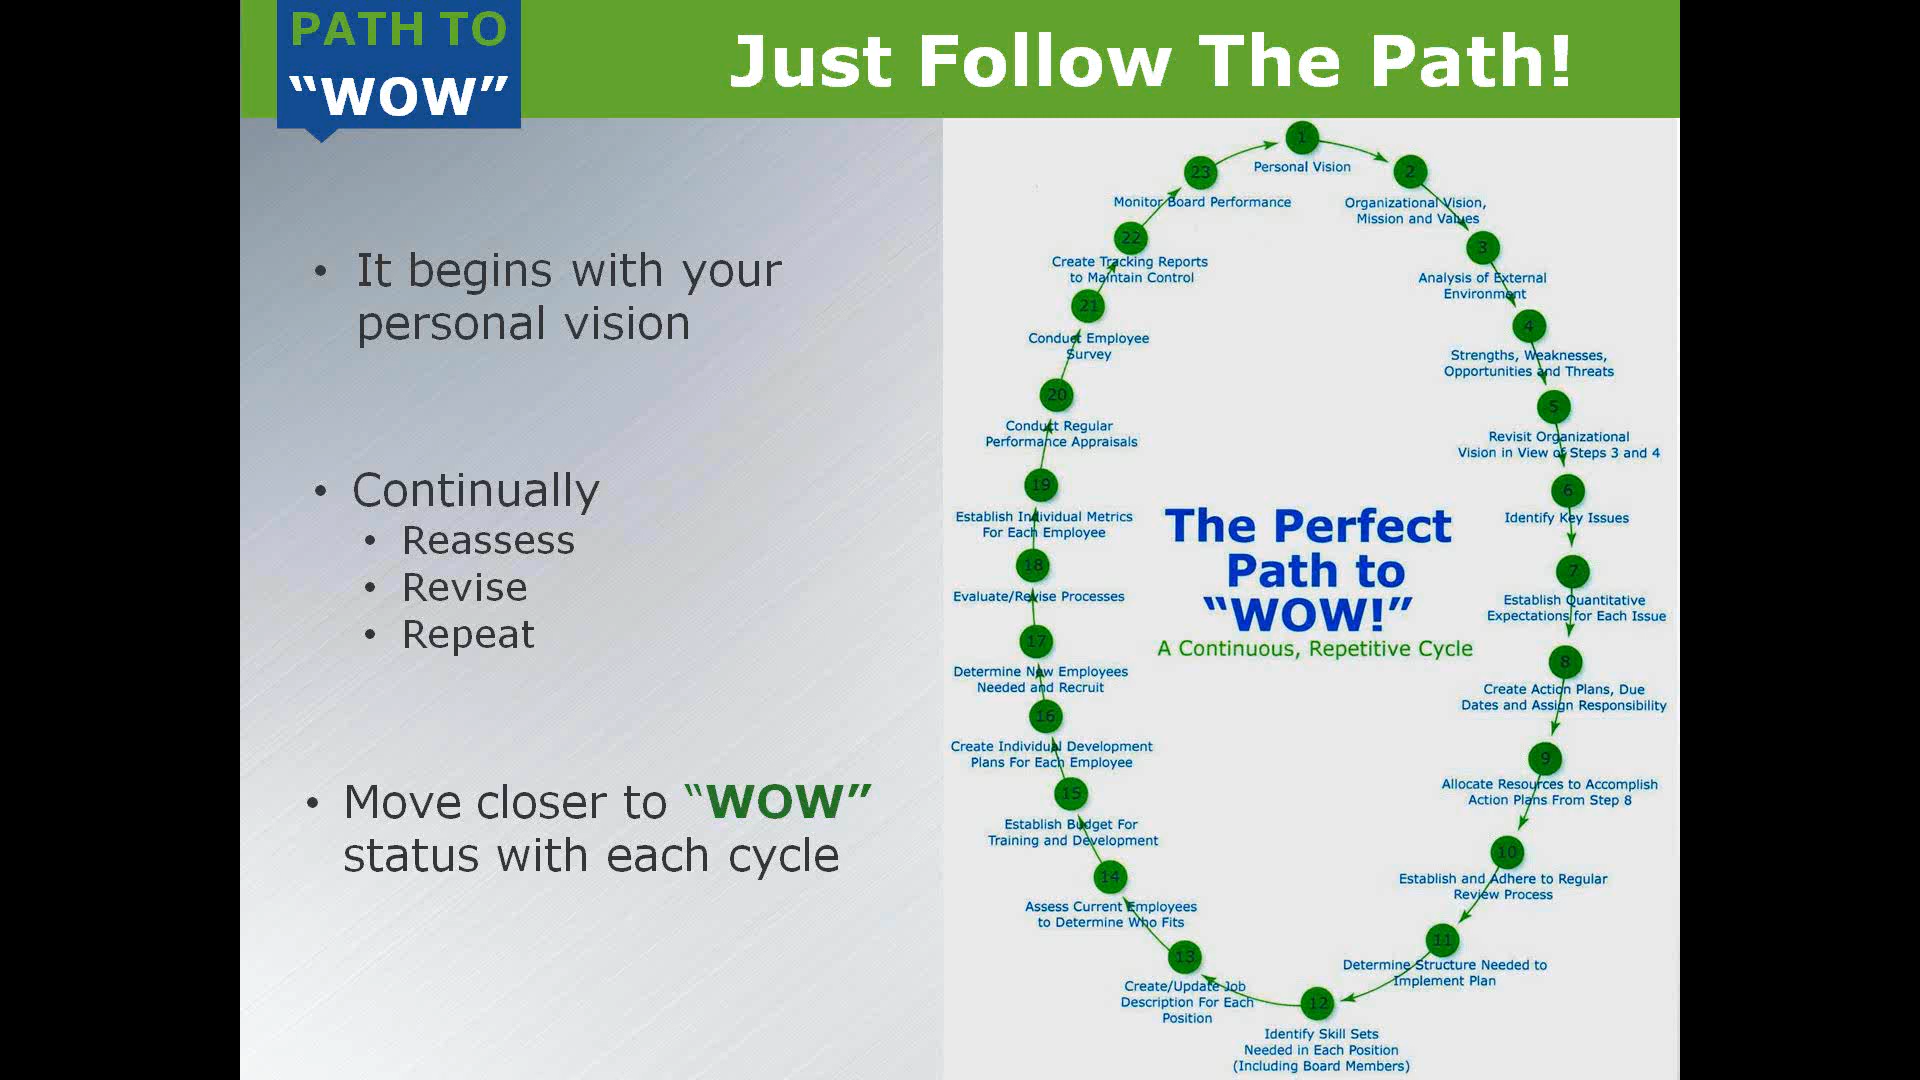 PATH TO
“WOW”
Just Follow The Path!
• It begins with your
personal vision
• Continually
• Reassess
• Revise
• Repeat
• Move closer to “WOW”
status with each cycle
The Perfect
Path to
“WOW!”
A Continuous, Repetitive Cycle
1
Personal Vision
2
Organizational Vision,
Mission and Values
3
Analysis of External
Environment
4
Strengths, Weaknesses,
Opportunities and Threats
5
Revisit Organizational
Vision in View of Steps 3 and 4
6
Identify Key Issues
7
Establish Quantitative
Expectations for Each Issue
8
Create Action Plans, Due
Dates and Assign Responsibility
9
Allocate Resources to Accomplish
Action Plans From Step 8
10
Establish and Adhere to Regular
Review Process
11
Determine Structure Needed to
Implement Plan
12
Identify Skill Sets
Needed in Each Position
(Including Board Members)
13
Create/Update Job
Description For Each
Position
14
Assess Current Employees
to Determine Who Fits
15
Establish Budget For
Training and Development
16
Create Individual Development
Plans For Each Employee
17
Determine New Employees
Needed and Recruit
18
Evaluate/Revise Processes
19
Establish Individual Metrics
For Each Employee
20
Conduct Regular
Performance Appraisals
21
Conduct Employee
Survey
22
Create Tracking Reports
to Maintain Control
23
Monitor Board Performance